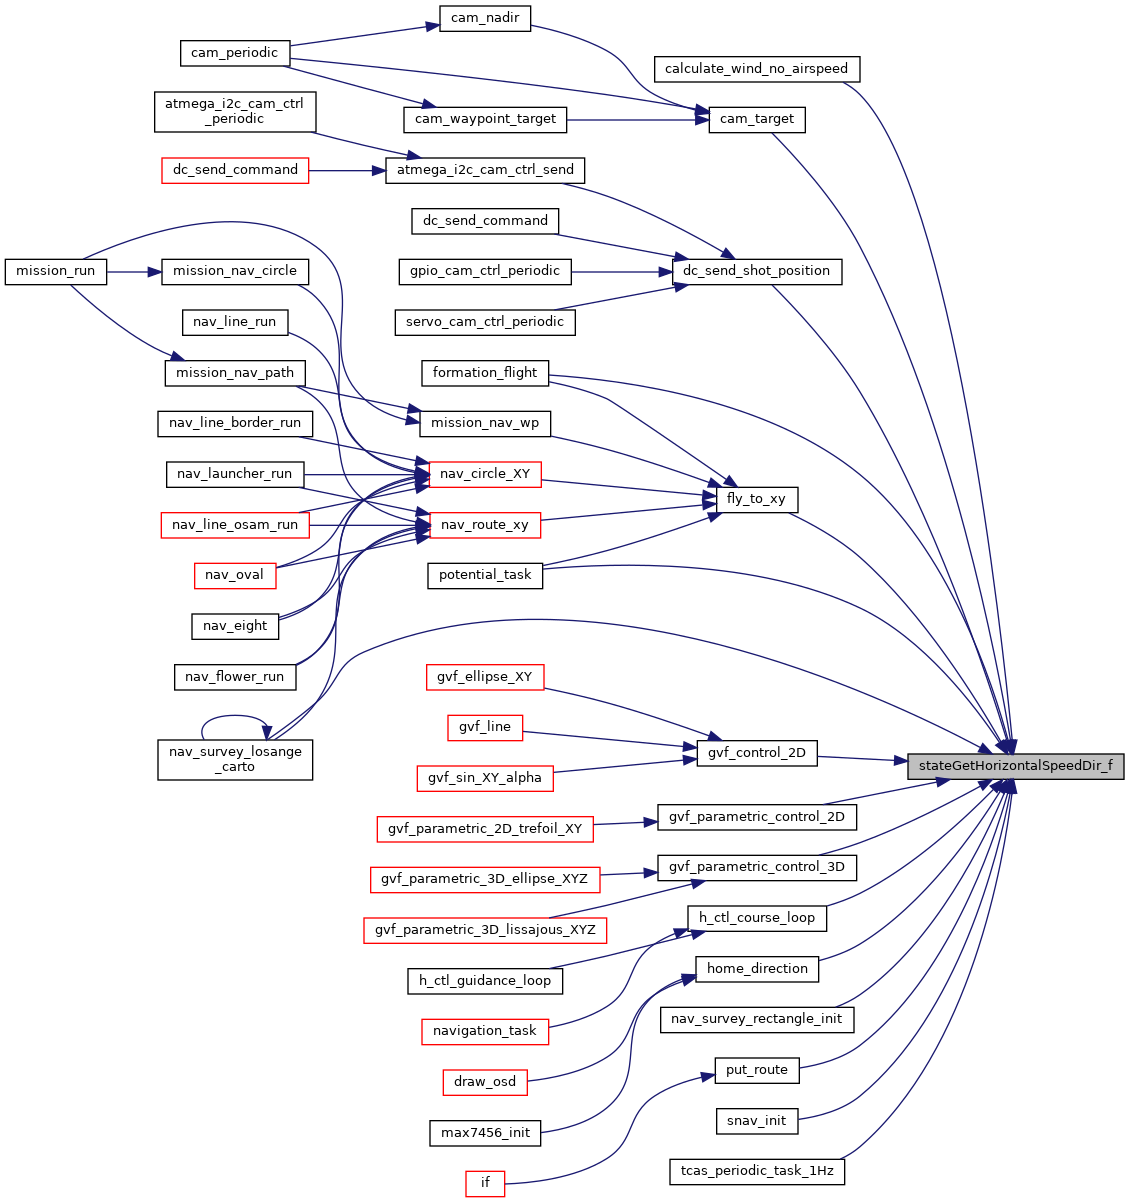 cam_nadir
cam_periodic
calculate_wind_no_airspeed
atmega_i2c_cam_ctrl
_periodic
cam_waypoint_target
cam_target
dc_send_command
atmega_i2c_cam_ctrl_send
dc_send_command
mission_run
mission_nav_circle
gpio_cam_ctrl_periodic
dc_send_shot_position
nav_line_run
servo_cam_ctrl_periodic
mission_nav_path
formation_flight
nav_line_border_run
mission_nav_wp
nav_launcher_run
nav_circle_XY
fly_to_xy
nav_line_osam_run
nav_route_xy
nav_oval
potential_task
nav_eight
nav_flower_run
gvf_ellipse_XY
gvf_line
nav_survey_losange
_carto
gvf_control_2D
stateGetHorizontalSpeedDir_f
gvf_sin_XY_alpha
gvf_parametric_control_2D
gvf_parametric_2D_trefoil_XY
gvf_parametric_control_3D
gvf_parametric_3D_ellipse_XYZ
h_ctl_course_loop
gvf_parametric_3D_lissajous_XYZ
home_direction
h_ctl_guidance_loop
nav_survey_rectangle_init
navigation_task
put_route
draw_osd
snav_init
max7456_init
tcas_periodic_task_1Hz
if